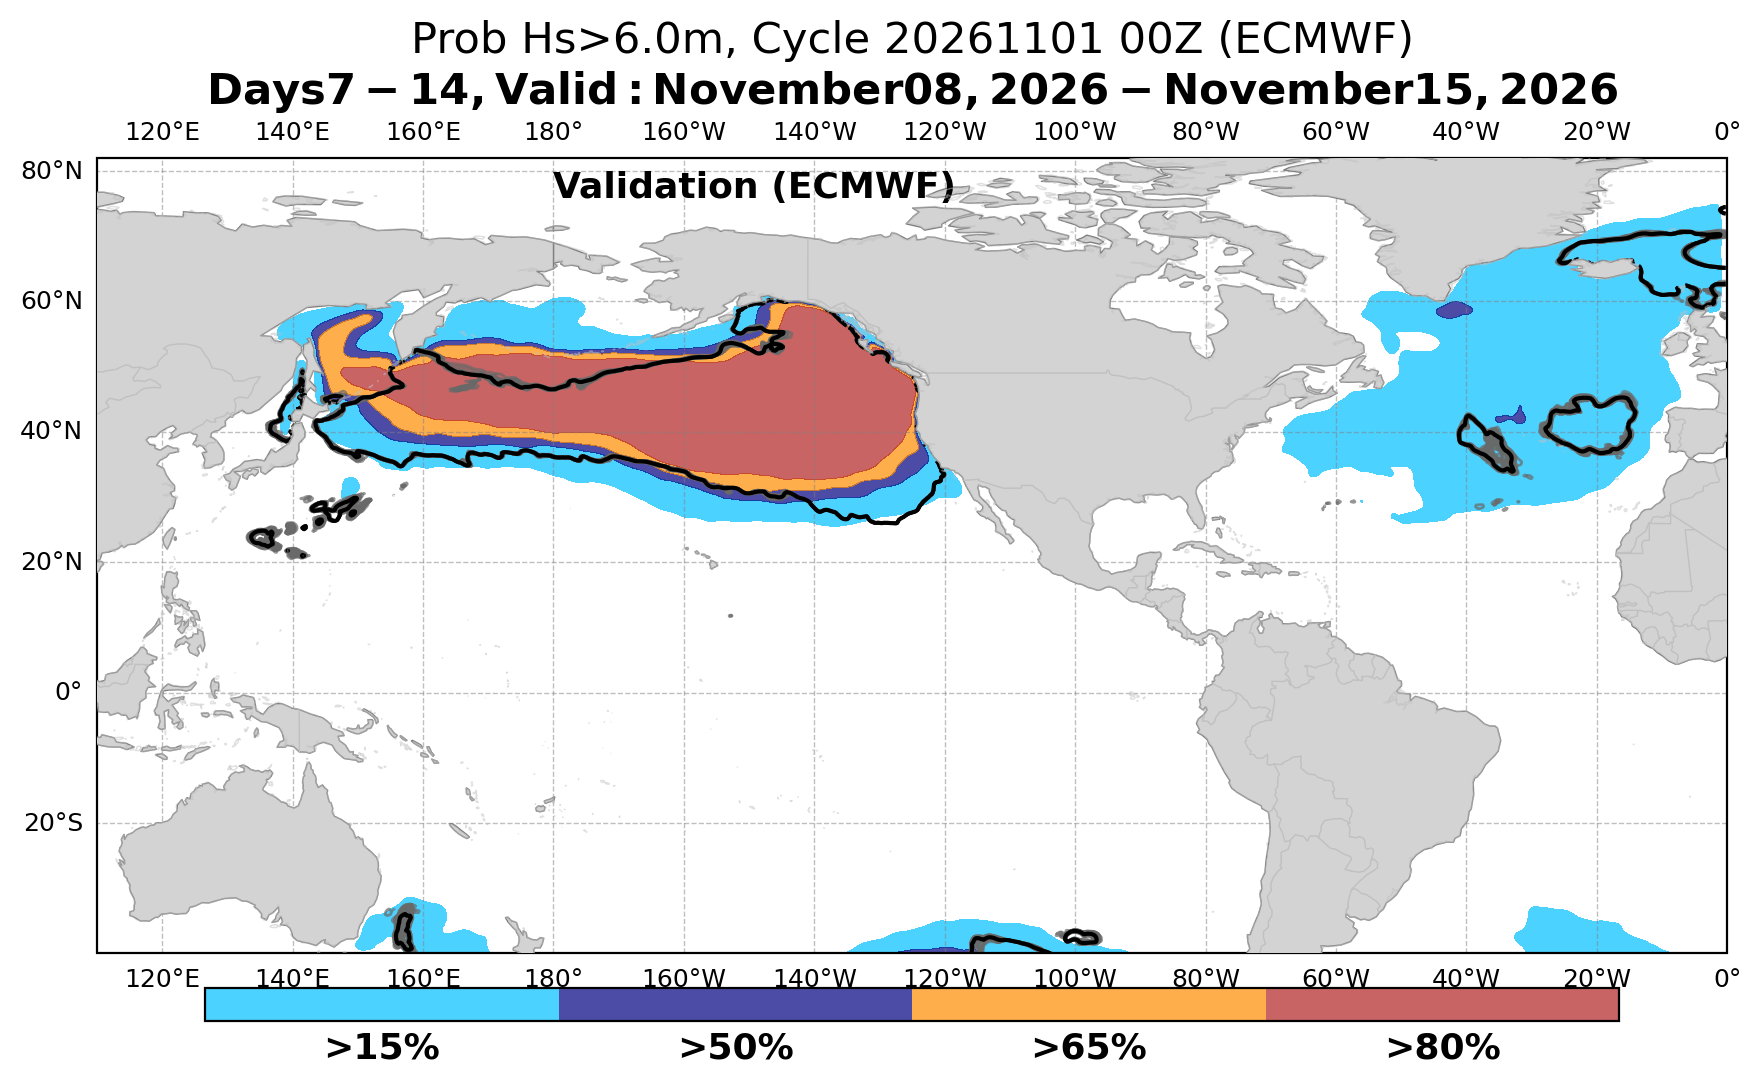 Prob Hs>6.0m, Cycle 20261101 00Z (ECMWF)
Days7 − 14, Valid : November08, 2026 − November15, 2026
120°E 140°E 160°E 180° 160°W 140°W 120°W 100°W 80°W 60°W 40°W 20°W 0°
80°N
Validation (ECMWF)
60°N
40°N
20°N
0°
20°S
120°E 140°E 160°E 180° 160°W 140°W 120°W 100°W 80°W 60°W 40°W 20°W 0°
>15% >50% >65% >80%